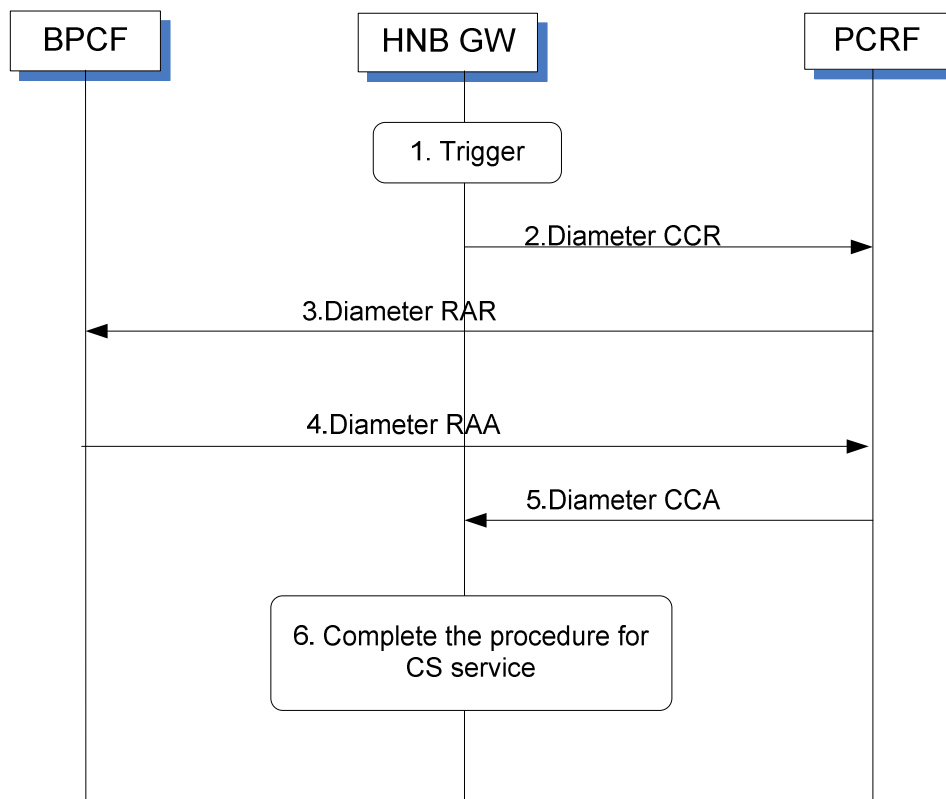 BPCF
HNB GW
PCRF
1. Trigger
2.Diameter CCR
3.Diameter RAR
4.Diameter RAA
5.Diameter CCA
6. Complete the procedure for
CS service